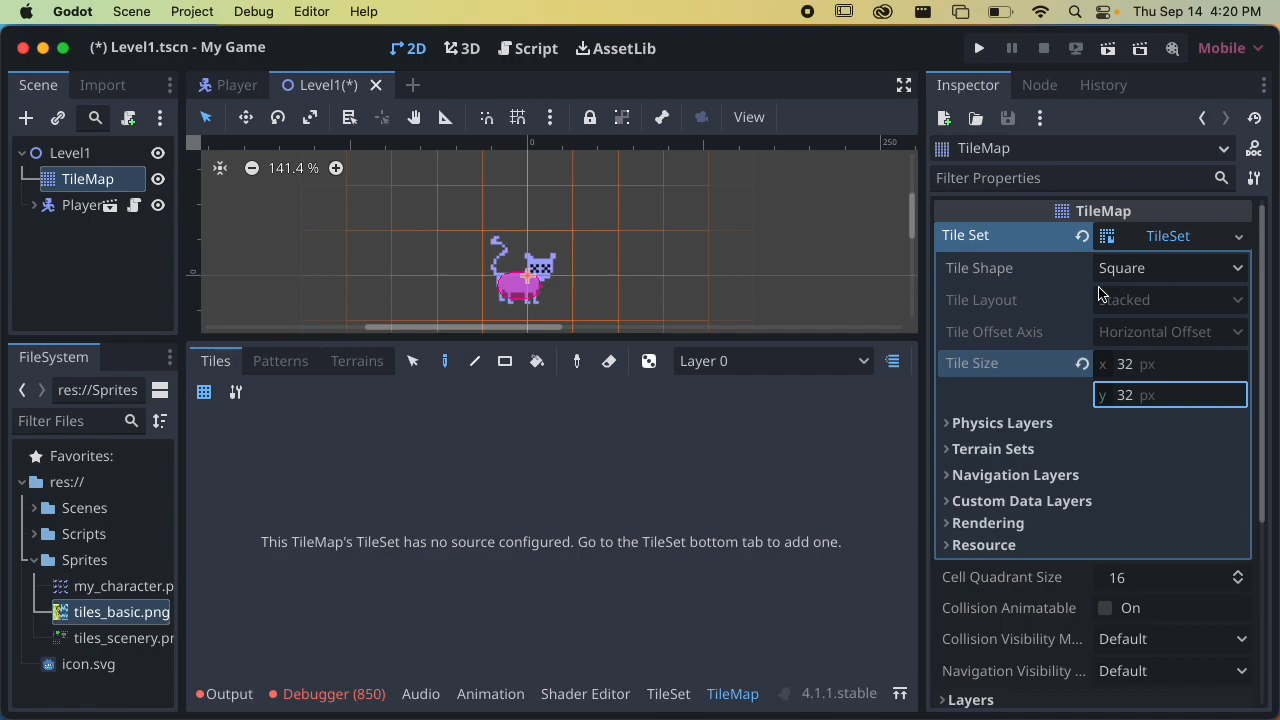 Godot Scene Project Debug Editor Help Thu Sep 14 4:20 PM
(*) Level1.tscn - My Game 2D 3D Script AssetLib Mobile
Scene Import Player Level1(*) Inspector Node History
View
Level1 0 250 TileMap
TileMap 141.4 % Filter Properties
Player TileMap
Tile Set TileSet
Tile Shape Square
0
Tile Layout Stacked
Tile Offset Axis Horizontal Offset
FileSystem Tiles Patterns Terrains Layer 0 Tile Size x 32 px
res://Sprites y 32 px
Filter Files Physics Layers
Favorites: Terrain Sets
res:// Navigation Layers
Scenes Custom Data Layers
Scripts Rendering
This TileMap's TileSet has no source configured. Go to the TileSet bottom tab to add one. Resource
Sprites
my_character.p Cell Quadrant Size 16
tiles_basic.png Collision Animatable On
tiles_scenery.pr Collision Visibility M... Default
icon.svg Navigation Visibility ... Default
Output Debugger (850) Audio Animation Shader Editor TileSet TileMap 4.1.1.stable Layers